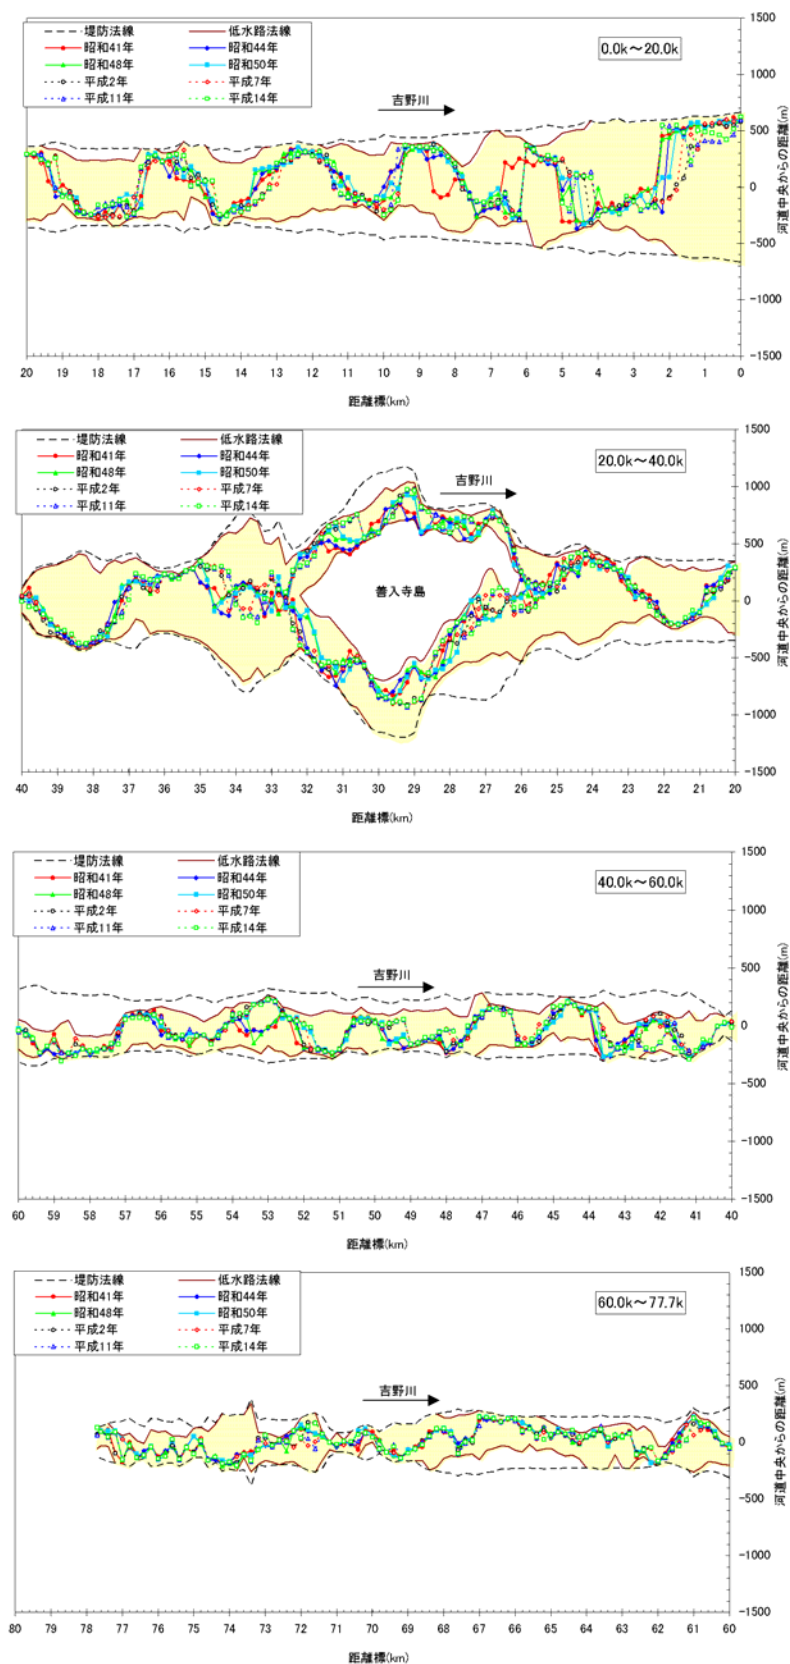 堤防法線 低水路法線
昭和41年 昭和44年
昭和48年 昭和50年
平成2年 平成7年
平成11年 平成14年
吉野川
0.0k～20.0k
1500
1000
500
0
-500
-1000
-1500
河道中央からの距離(m)
20 19 18 17 16 15 14 13 12 11 10 9 8 7 6 5 4 3 2 1 0
距離標(km)
堤防法線 低水路法線
昭和41年 昭和44年
昭和48年 昭和50年
平成2年 平成7年
平成11年 平成14年
吉野川
20.0k～40.0k
善入寺島
1500
1000
500
0
-500
-1000
-1500
河道中央からの距離(m)
40 39 38 37 36 35 34 33 32 31 30 29 28 27 26 25 24 23 22 21 20
距離標(km)
堤防法線 低水路法線
昭和41年 昭和44年
昭和48年 昭和50年
平成2年 平成7年
平成11年 平成14年
吉野川
40.0k～60.0k
1500
1000
500
0
-500
-1000
-1500
河道中央からの距離(m)
60 59 58 57 56 55 54 53 52 51 50 49 48 47 46 45 44 43 42 41 40
距離標(km)
堤防法線 低水路法線
昭和41年 昭和44年
昭和48年 昭和50年
平成2年 平成7年
平成11年 平成14年
吉野川
60.0k～77.7k
1500
1000
500
0
-500
-1000
-1500
河道中央からの距離(m)
80 79 78 77 76 75 74 73 72 71 70 69 68 67 66 65 64 63 62 61 60
距離標(km)